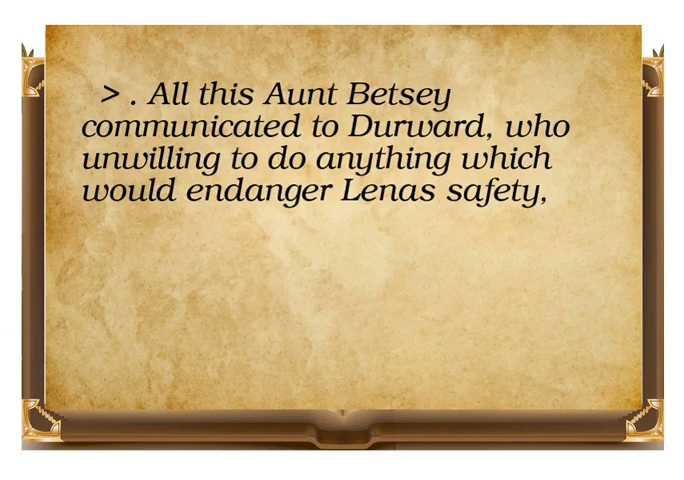 > . All this Aunt Betsey
communicated to Durward, who
unwilling to do anything which
would endanger Lenas safety,